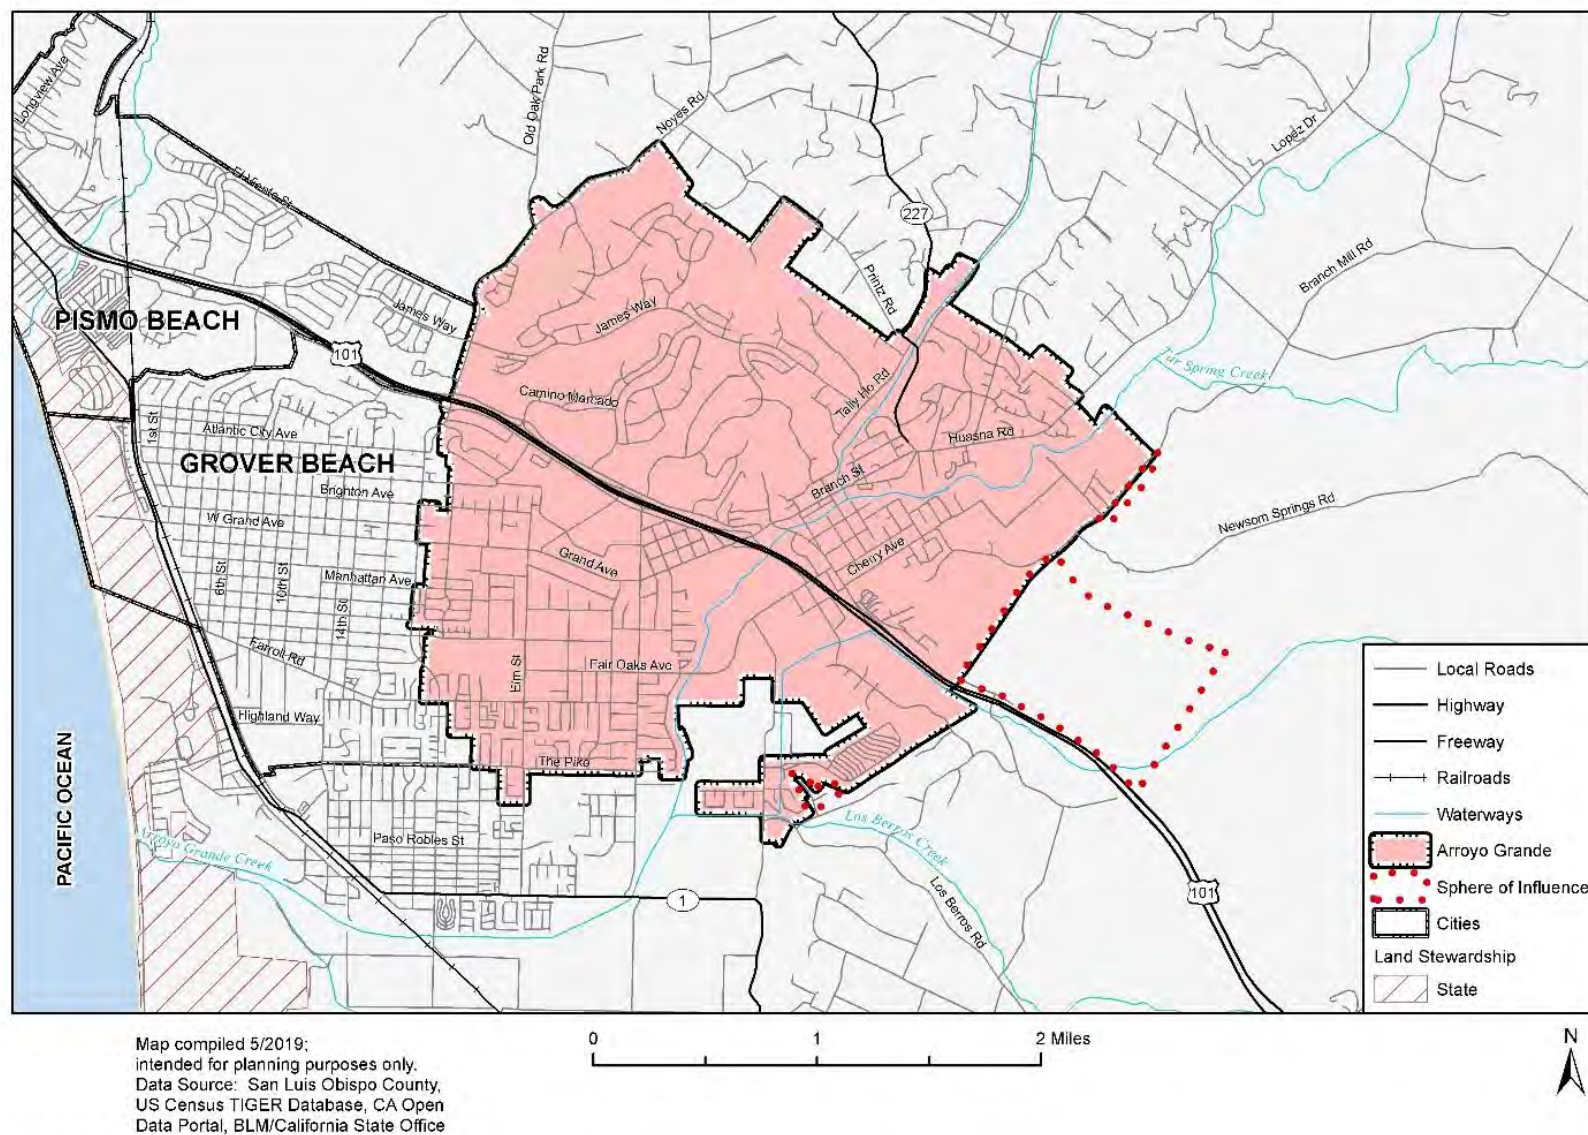 Longview Ave
Old Oak Park Rd
Noyes Rd
Lopez Dr
El Viento St
227
Branch Mill Rd
Printz Rd
James Way
James Way
PISMO BEACH
101
Tar Spring Creek
Camino Mercado
Tally Ho Rd
1st St
Atlantic City Ave
Huasna Rd
GROVER BEACH
Branch St
Brighton Ave
W Grand Ave
Newsom Springs Rd
Grand Ave
Cherry Ave
6th St
10th St
Manhattan Ave
14th St
Farroll Rd
Elm St
Fair Oaks Ave
Highland Way
The Pike
PACIFIC OCEAN
Paso Robles St
Arroyo Grande Creek
Los Berros Creek
Los Berros Rd
1
101
Local Roads
Highway
Freeway
Railroads
Waterways
Arroyo Grande
Sphere of Influence
Cities
Land Stewardship
State
Map compiled 5/2019;
intended for planning purposes only.
Data Source: San Luis Obispo County,
US Census TIGER Database, CA Open
Data Portal, BLM/California State Office
0 1 2 Miles
N